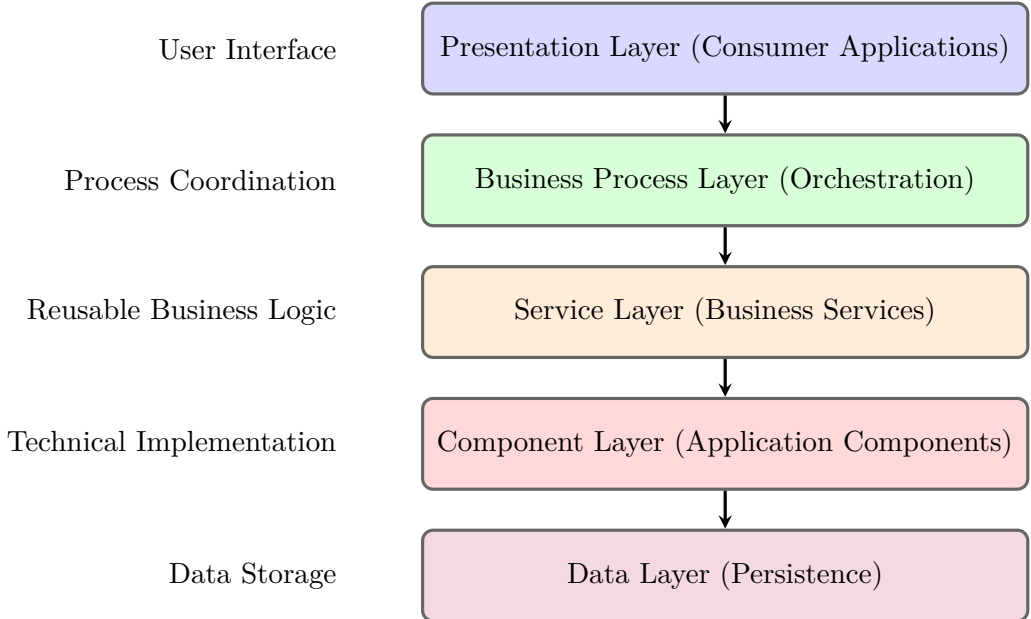 User Interface
Presentation Layer (Consumer Applications)
Process Coordination
Business Process Layer (Orchestration)
Reusable Business Logic
Service Layer (Business Services)
Technical Implementation
Component Layer (Application Components)
Data Storage
Data Layer (Persistence)